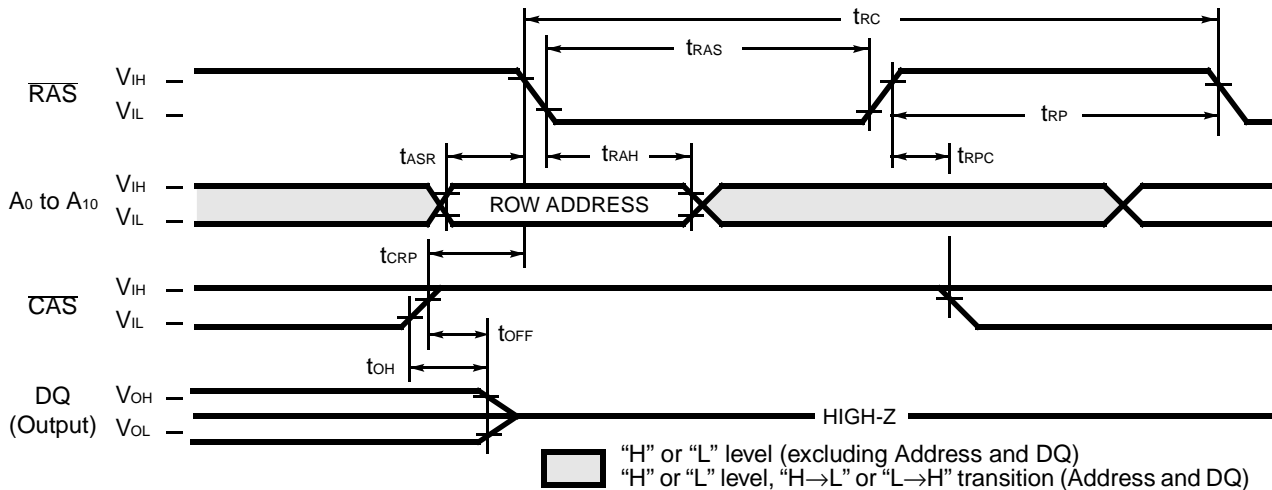 tRC
tRAS
RAS
VIH
VIL
tRP
tASR
tRAH
tRPC
A0 to A10
VIH
VIL
ROW ADDRESS
tCRP
CAS
VIH
VIL
tOFF
tOH
DQ
(Output)
VOH
VOL
HIGH-Z
“H” or “L” level (excluding Address and DQ)
“H” or “L” level, “H→L” or “L→H” transition (Address and DQ)